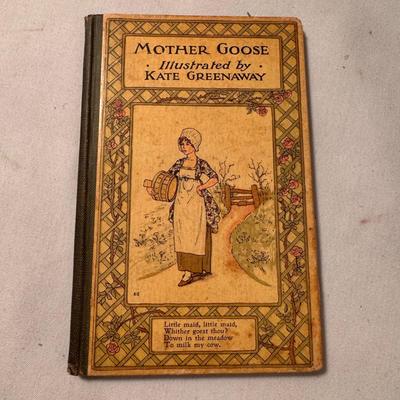 MOTHER GOOSE
· Illustrated by ·
KATE GREENAWAY
Little maid, little maid,
Whither goest thou?
Down in the meadow
To milk my cow.